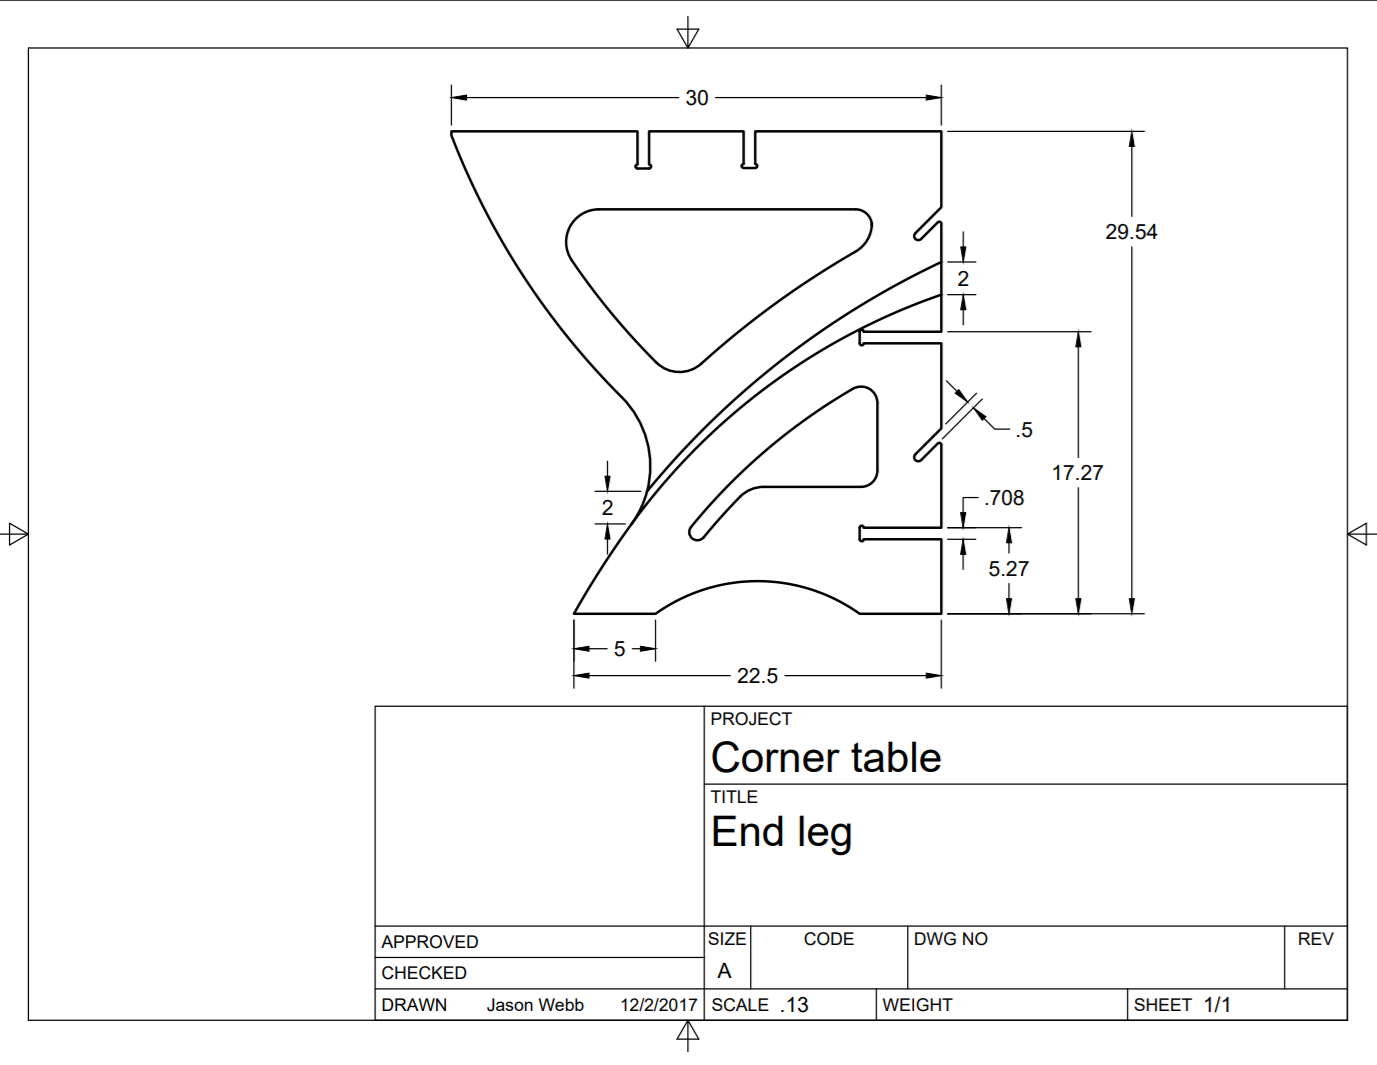 30
29.54
2
.5
17.27
.708
2
5.27
5
22.5
PROJECT
Corner table
TITLE
End leg
APPROVED
SIZE CODE DWG NO REV
CHECKED
A
DRAWN Jason Webb 12/2/2017 SCALE .13 WEIGHT SHEET 1/1